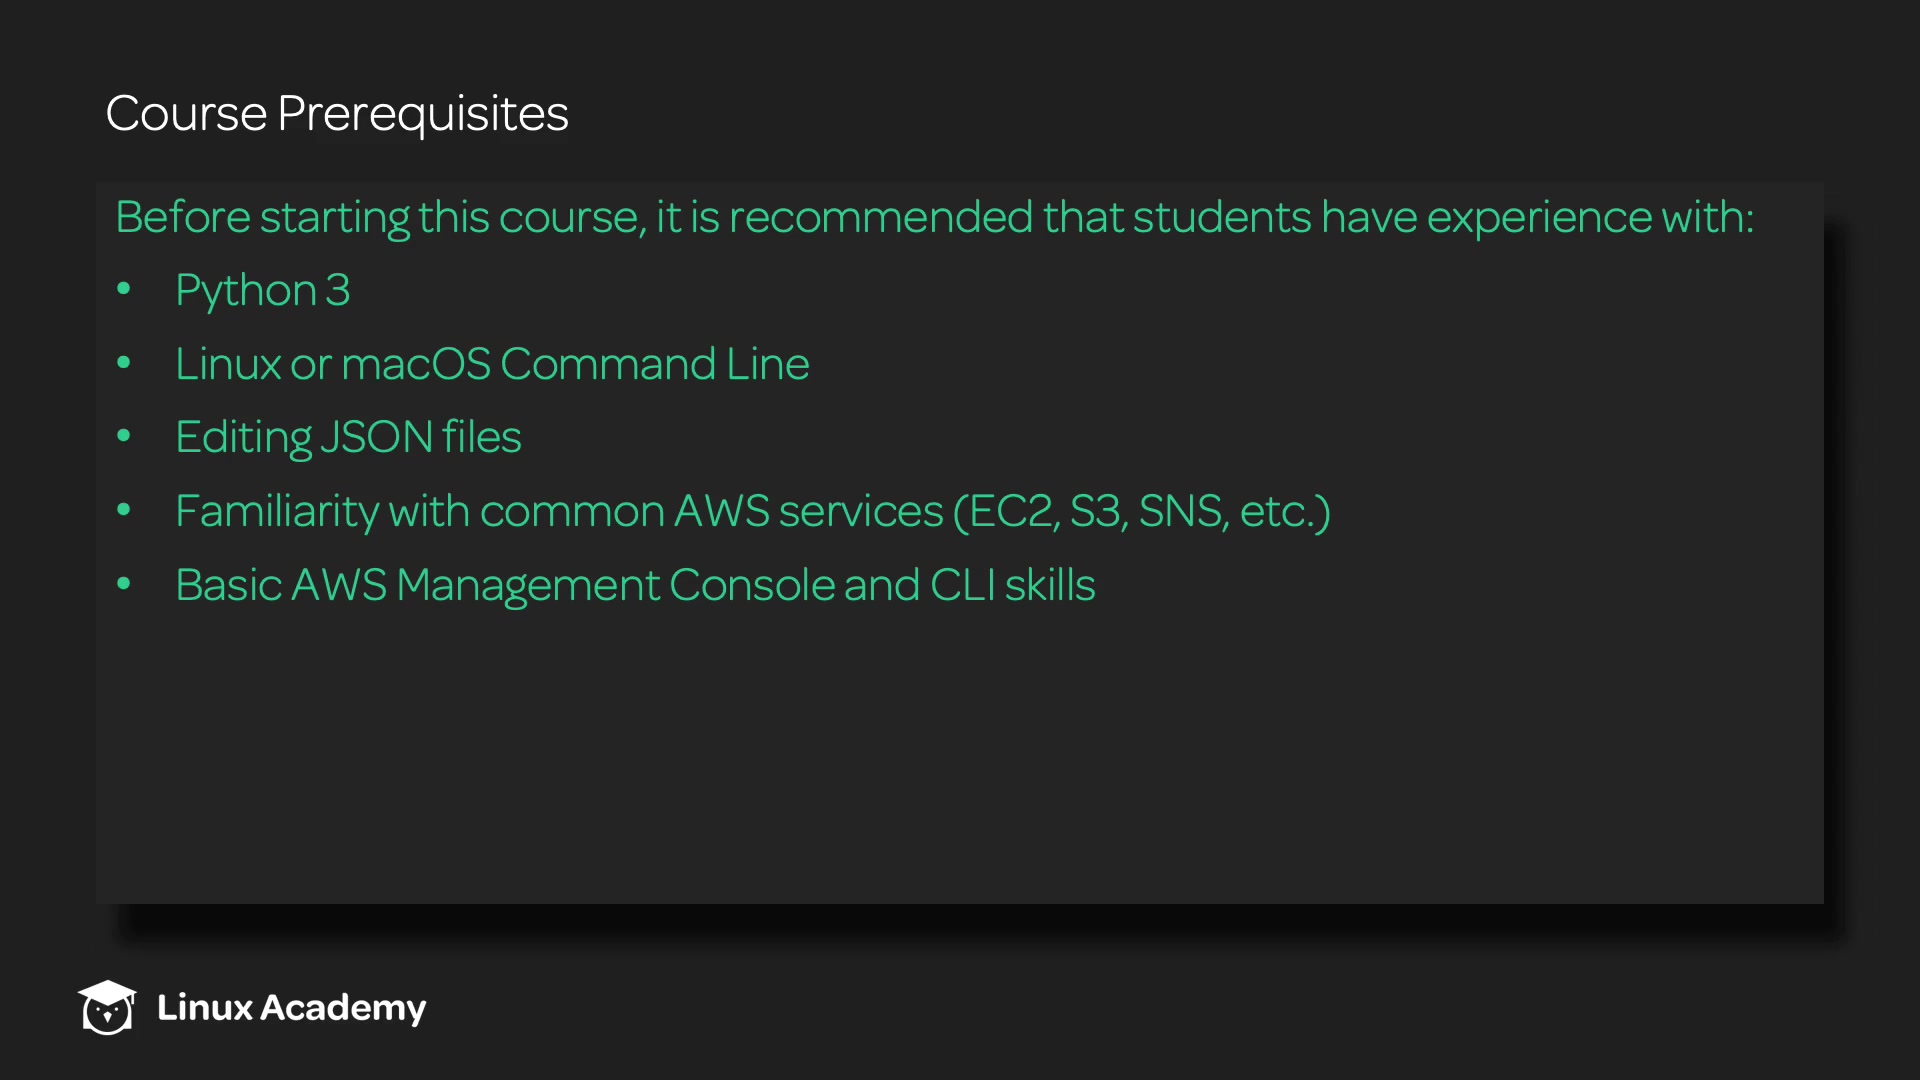 Course Prerequisites
Before starting this course, it is recommended that students have experience with:
• Python 3
• Linux or macOS Command Line
• Editing JSON files
• Familiarity with common AWS services (EC2, S3, SNS, etc.)
• Basic AWS Management Console and CLI skills
Linux Academy